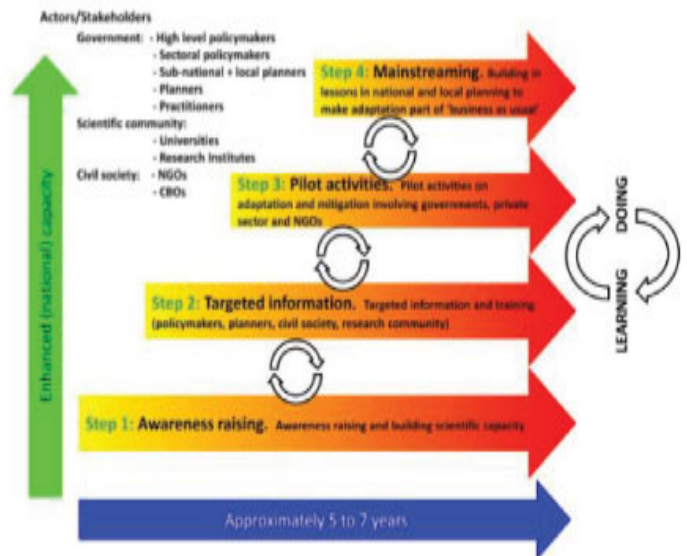 Actors/Stakeholders
Government: - High level policymakers
- Sectoral policymakers
- Sub-national + local planners
- Planners
- Practitioners
Scientific community:
- Universities
- Research Institutes
Civil society: - NGOs
- CBOs
Step 4: Mainstreaming. Building in
lessons in national and local planning to
make adaptation part of 'business as usual'
Step 3: Pilot activities. Pilot activities on
adaptation and mitigation involving governments, private
sector and NGOs
Step 2: Targeted information. Targeted information and training
(policymakers, planners, civil society, research community)
Step 1: Awareness raising. Awareness raising and building scientific capacity
Enhanced (national) capacity
Approximately 5 to 7 years
LEARNING DOING